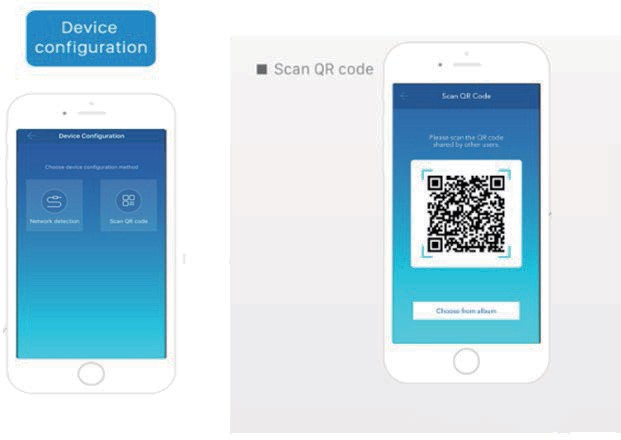 Device
configuration
Device Configuration
Choose device configuration method
Network detection
Scan QR code
■ Scan QR code
Scan QR Code
Please scan the QR code
shared by other users.
Choose from album